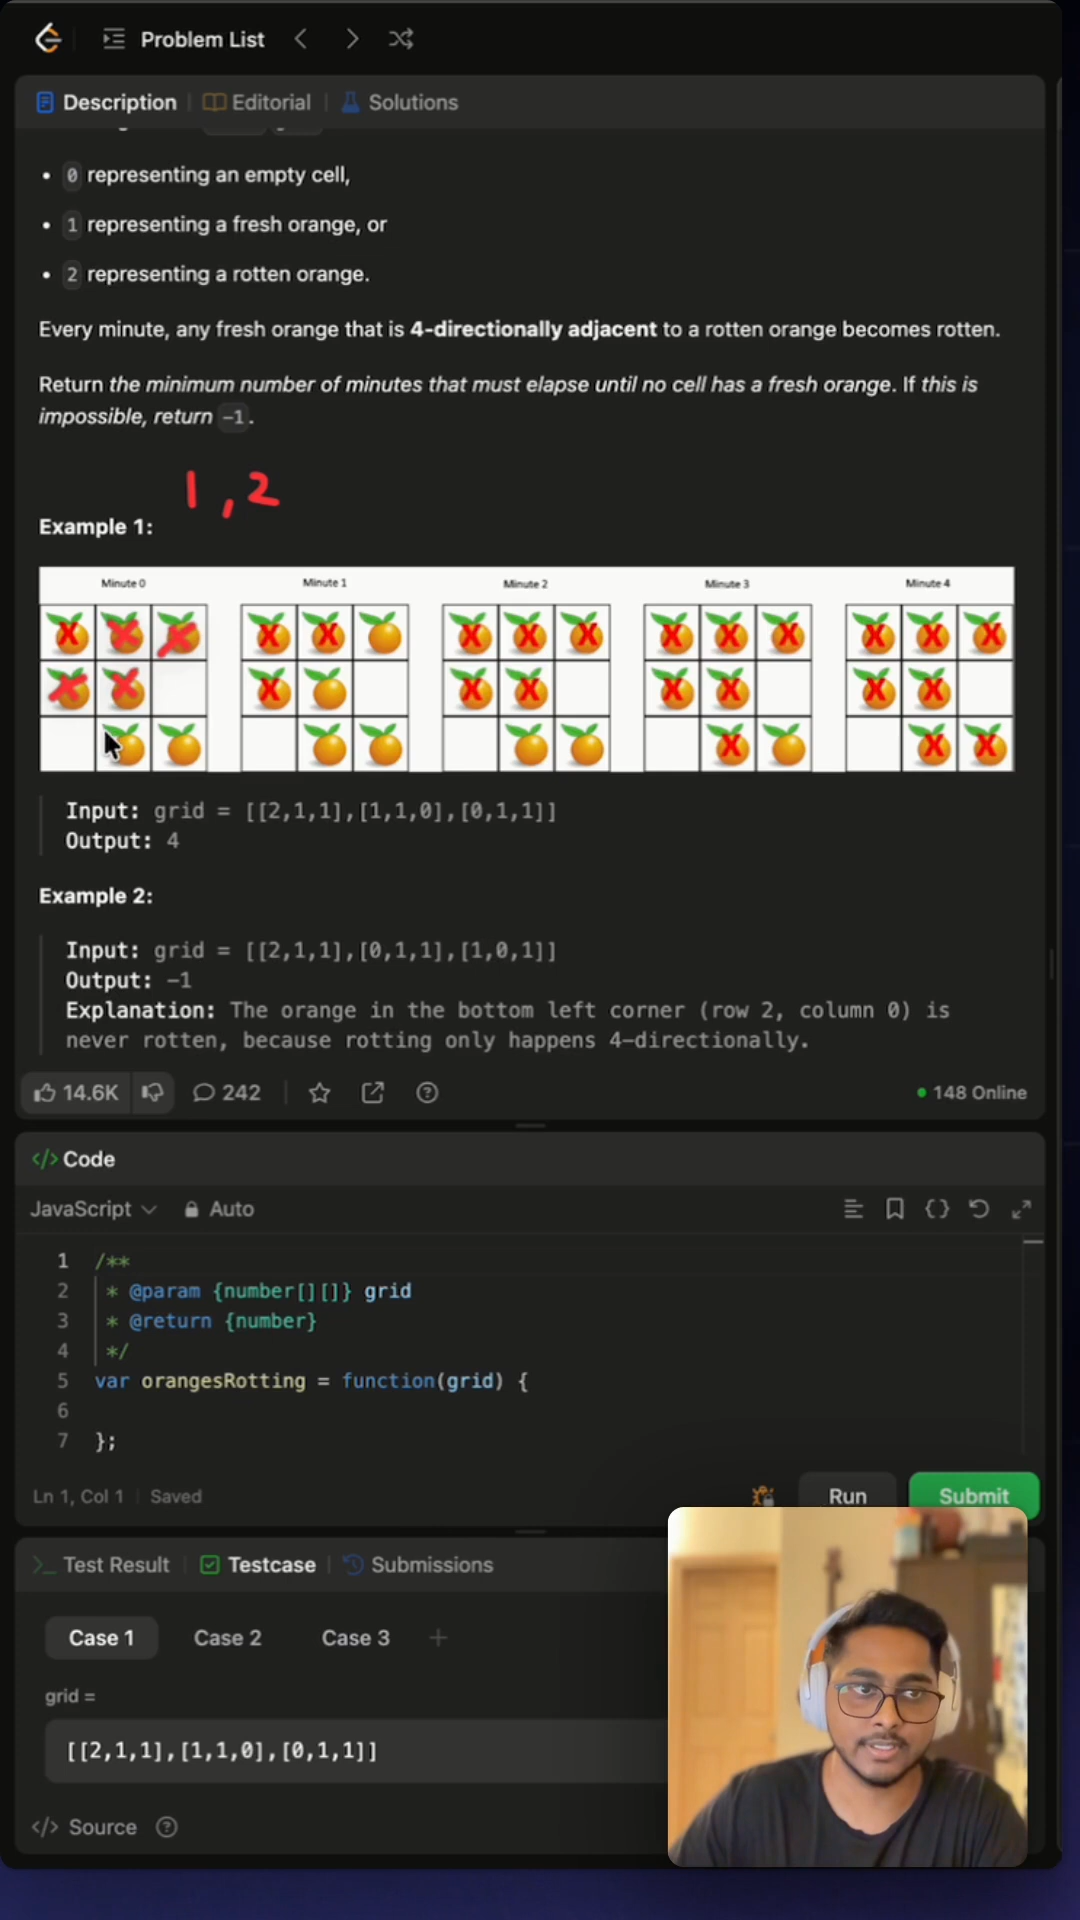 Problem List
Description | Editorial | Solutions
• 0 representing an empty cell,
• 1 representing a fresh orange, or
• 2 representing a rotten orange.
Every minute, any fresh orange that is 4-directionally adjacent to a rotten orange becomes rotten.
Return the minimum number of minutes that must elapse until no cell has a fresh orange. If this is
impossible, return -1.
1 , 2
Example 1:
Minute 0 Minute 1 Minute 2 Minute 3 Minute 4
Input: grid = [[2,1,1],[1,1,0],[0,1,1]]
Output: 4
Example 2:
Input: grid = [[2,1,1],[0,1,1],[1,0,1]]
Output: -1
Explanation: The orange in the bottom left corner (row 2, column 0) is
never rotten, because rotting only happens 4-directionally.
14.6K 242 148 Online
</> Code
JavaScript Auto
1 /**
2 * @param {number[][]} grid
3 * @return {number}
4 */
5 var orangesRotting = function(grid) {
6
7 };
Ln 1, Col 1 | Saved Run Submit
>_ Test Result | Testcase | Submissions
Case 1 Case 2 Case 3 +
grid =
[[2,1,1],[1,1,0],[0,1,1]]
</> Source